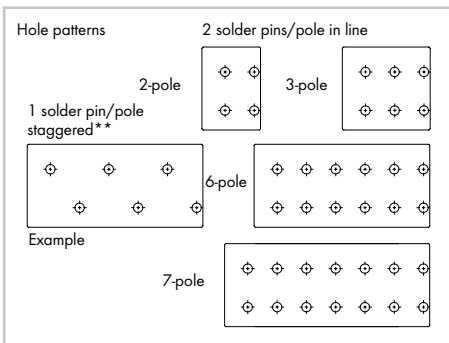 Hole patterns
2 solder pins/pole in line
2-pole
3-pole
1 solder pin/pole
staggered**
6-pole
Example
7-pole